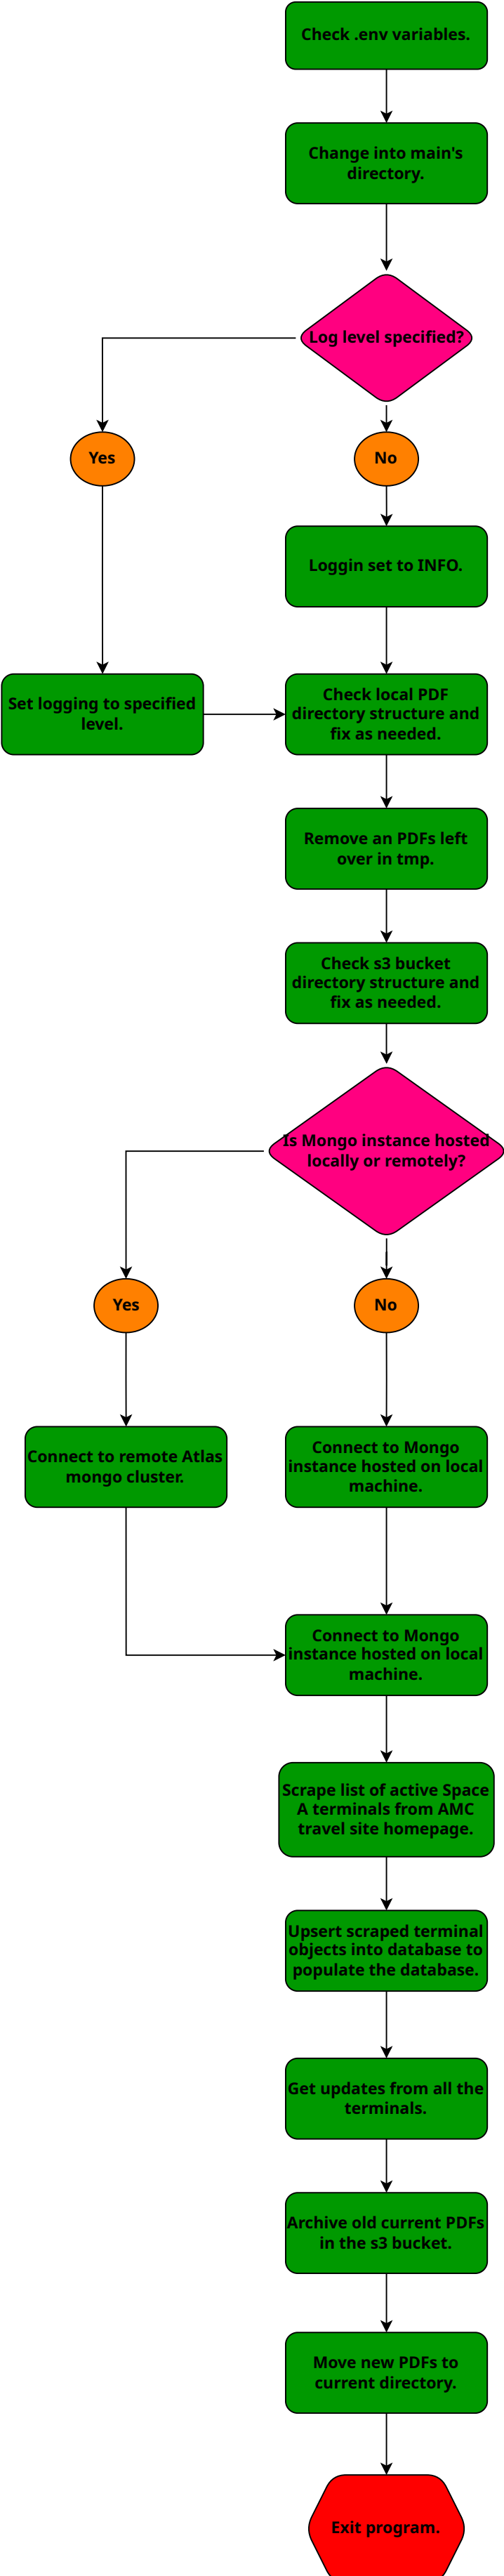 Check .env variables.
Change into main's
directory.
Log level specified?
Yes
No
Loggin set to INFO.
Set logging to specified
level.
Check local PDF
directory structure and
fix as needed.
Remove an PDFs left
over in tmp.
Check s3 bucket
directory structure and
fix as needed.
Is Mongo instance hosted
locally or remotely?
Yes
No
Connect to remote Atlas
mongo cluster.
Connect to Mongo
instance hosted on local
machine.
Connect to Mongo
instance hosted on local
machine.
Scrape list of active Space
A terminals from AMC
travel site homepage.
Upsert scraped terminal
objects into database to
populate the database.
Get updates from all the
terminals.
Archive old current PDFs
in the s3 bucket.
Move new PDFs to
current directory.
Exit program.